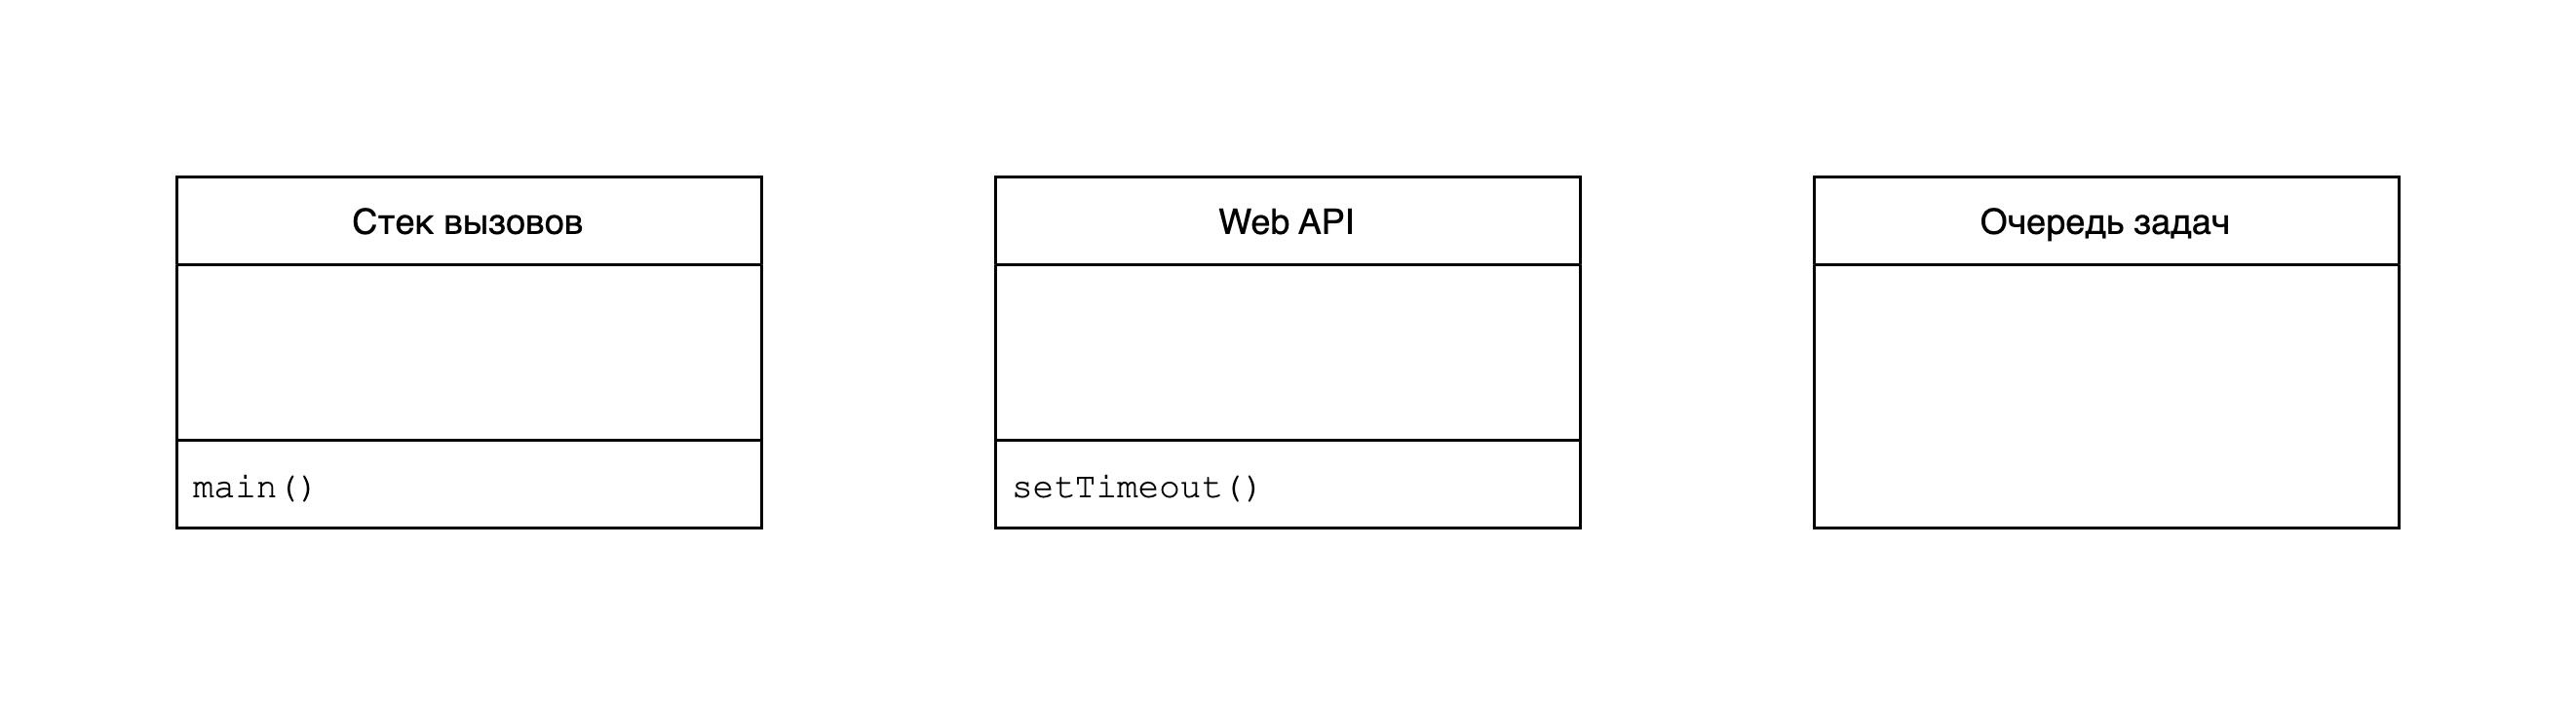 Стек вызовов
main()
Web API
setTimeout()
Очередь задач